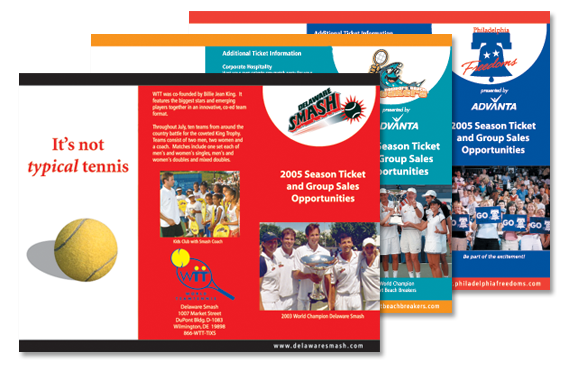 It's not
typical tennis
WTT was co-founded by Billie Jean King. It
features the biggest stars and emerging
players together in an innovative, co-ed team
format.
Throughout July, ten teams from around the
country battle for the coveted King Trophy.
Teams consist of two men, two women and
a coach. Matches include one set each of
men's and women's singles, men's and
women's doubles and mixed doubles.
Kids Club with Smash Coach
WTT
Delaware Smash
1007 Market Street
DuPont Bldg. D-1083
Wilmington, DE 19898
866-WTT-TIXS
DELAWARE
SMASH
2005 Season Ticket
and Group Sales
Opportunities
2003 World Champion Delaware Smash
www.delawaresmash.com
Additional Ticket Information
Corporate Hospitality
presented by
ADVANTA
Season Ticket
Group Sales
Opportunities
World Champion
Beach Breakers
beachbreakers.com
Additional Ticket Information
Philadelphia
Freedoms
presented by
ADVANTA
2005 Season Ticket
and Group Sales
Opportunities
GO
GO
GO
Be part of the excitement!
philadelphiafreedoms.com